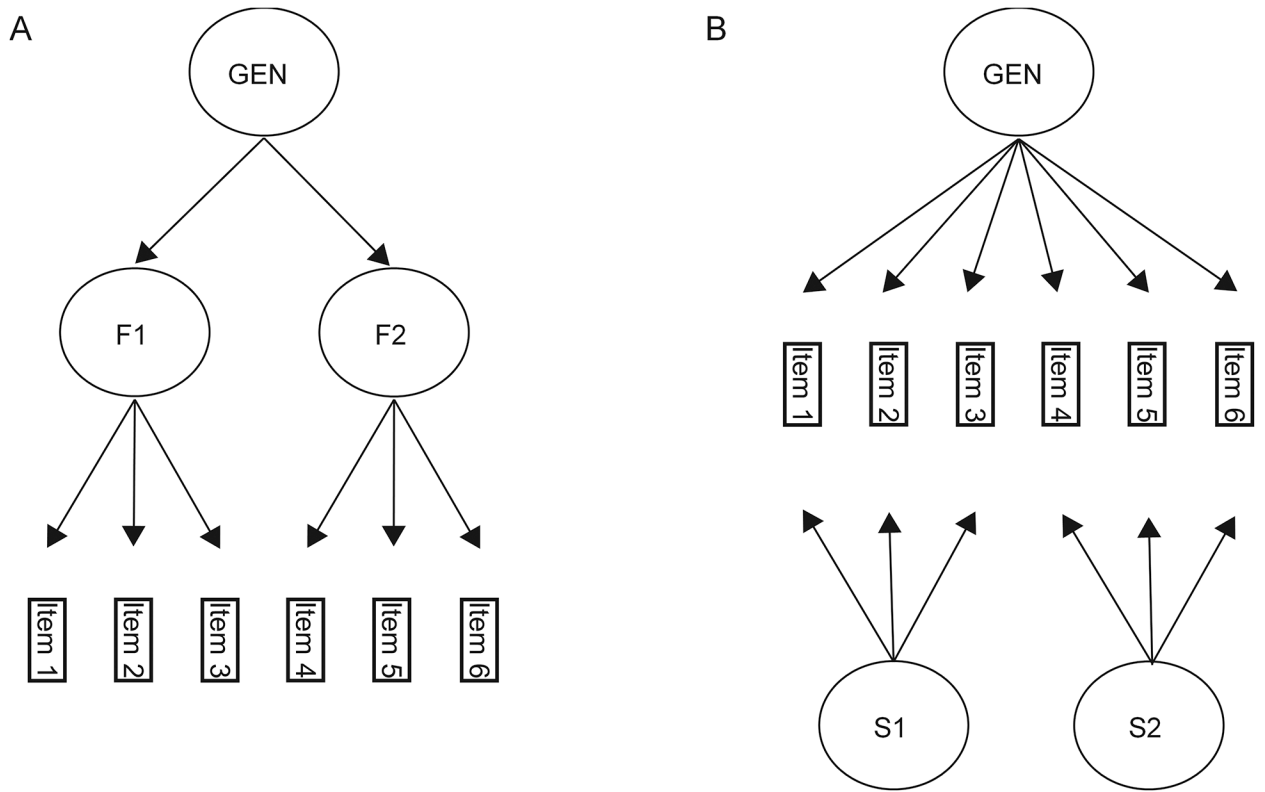 A
GEN
F1
F2
Item 1
Item 2
Item 3
Item 4
Item 5
Item 6
B
GEN
Item 1
Item 2
Item 3
Item 4
Item 5
Item 6
S1
S2